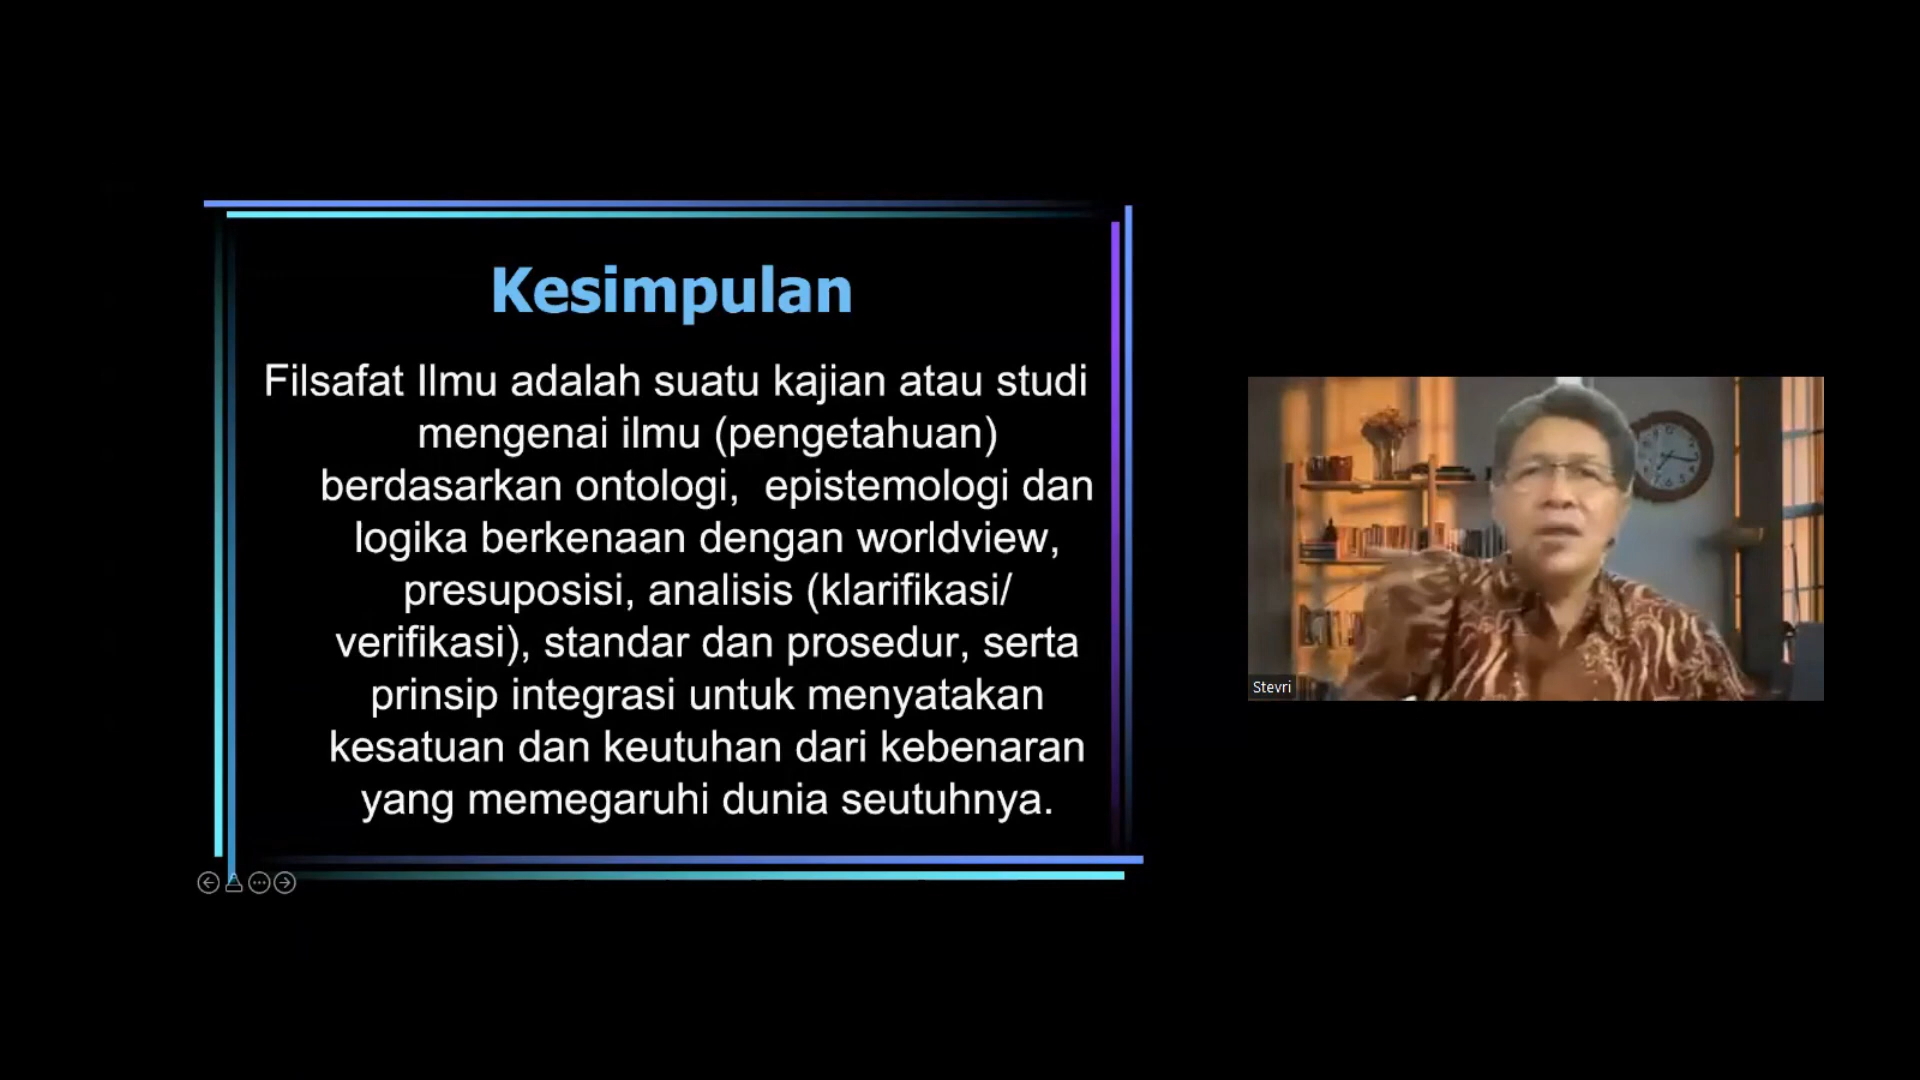 Kesimpulan
Filsafat Ilmu adalah suatu kajian atau studi
mengenai ilmu (pengetahuan)
berdasarkan ontologi,  epistemologi dan
logika berkenaan dengan worldview,
presuposisi, analisis (klarifikasi/
verifikasi), standar dan prosedur, serta
prinsip integrasi untuk menyatakan
kesatuan dan keutuhan dari kebenaran
yang memegaruhi dunia seutuhnya.
Stevri